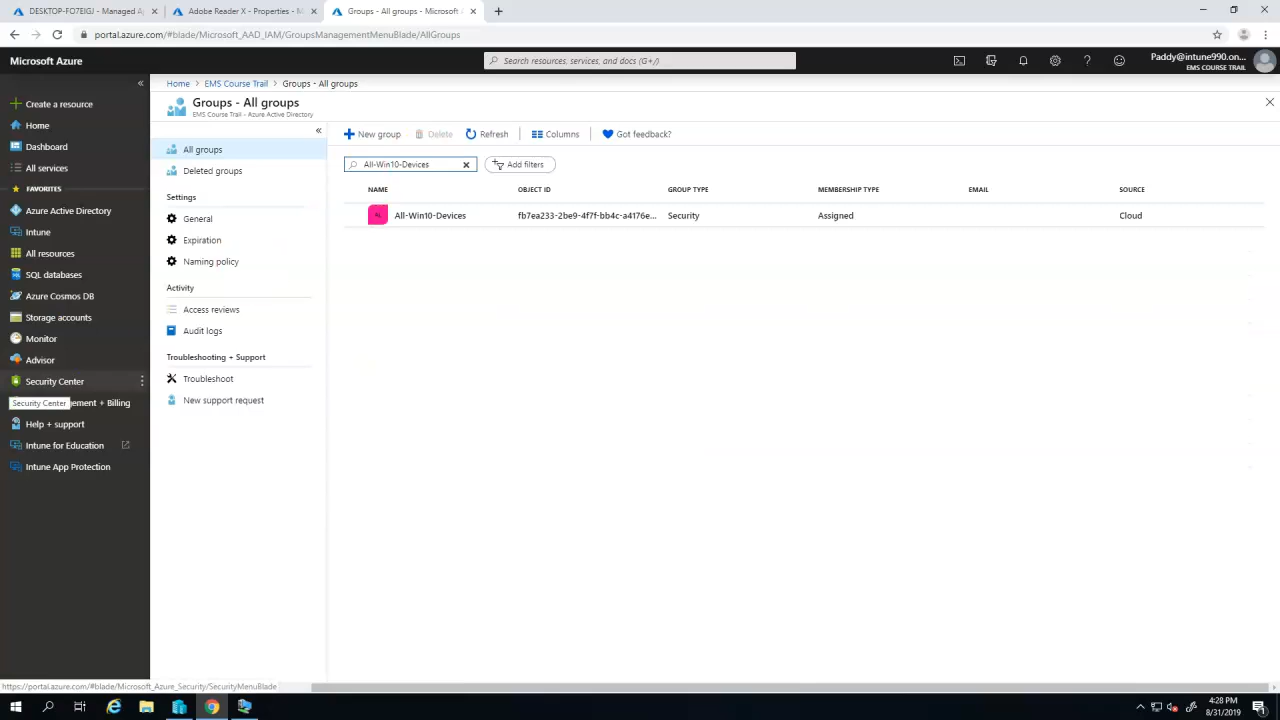 DESKTOP-FO7EIGJ - Managed Ap
Adobe Reader X - Properties - M
Groups - All groups - Microsoft A
portal.azure.com/#blade/Microsoft_AAD_IAM/GroupsManagementMenuBlade/AllGroups
Microsoft Azure
Search resources, services, and docs (G+/)
Paddy@intune990.on...
EMS COURSE TRAIL
Create a resource
Home
Dashboard
All services
FAVORITES
Azure Active Directory
Intune
All resources
SQL databases
Azure Cosmos DB
Storage accounts
Monitor
Advisor
Security Center
Security Center
gement + Billing
Help + support
Intune for Education
Intune App Protection
Home > EMS Course Trail > Groups - All groups
Groups - All groups
EMS Course Trail - Azure Active Directory
All groups
Deleted groups
Settings
General
Expiration
Naming policy
Activity
Access reviews
Audit logs
Troubleshooting + Support
Troubleshoot
New support request
New group
Delete
Refresh
Columns
Got feedback?
All-Win10-Devices
Add filters
NAME OBJECT ID GROUP TYPE MEMBERSHIP TYPE EMAIL SOURCE
AL All-Win10-Devices fb7ea233-2be9-4f7f-bb4c-a4176e... Security Assigned Cloud
https://portal.azure.com/#blade/Microsoft_Azure_Security/SecurityMenuBlade
4:28 PM
8/31/2019
1